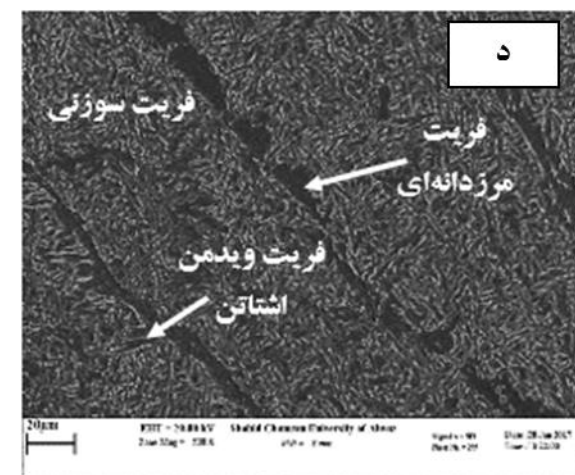 د
فریت سوزنی
فریت
مرزدانه‌ای
فریت ویدمن
اشتاتن
20µm
EHT = 20.00 kV
Shahid Chamran University of Ahvaz